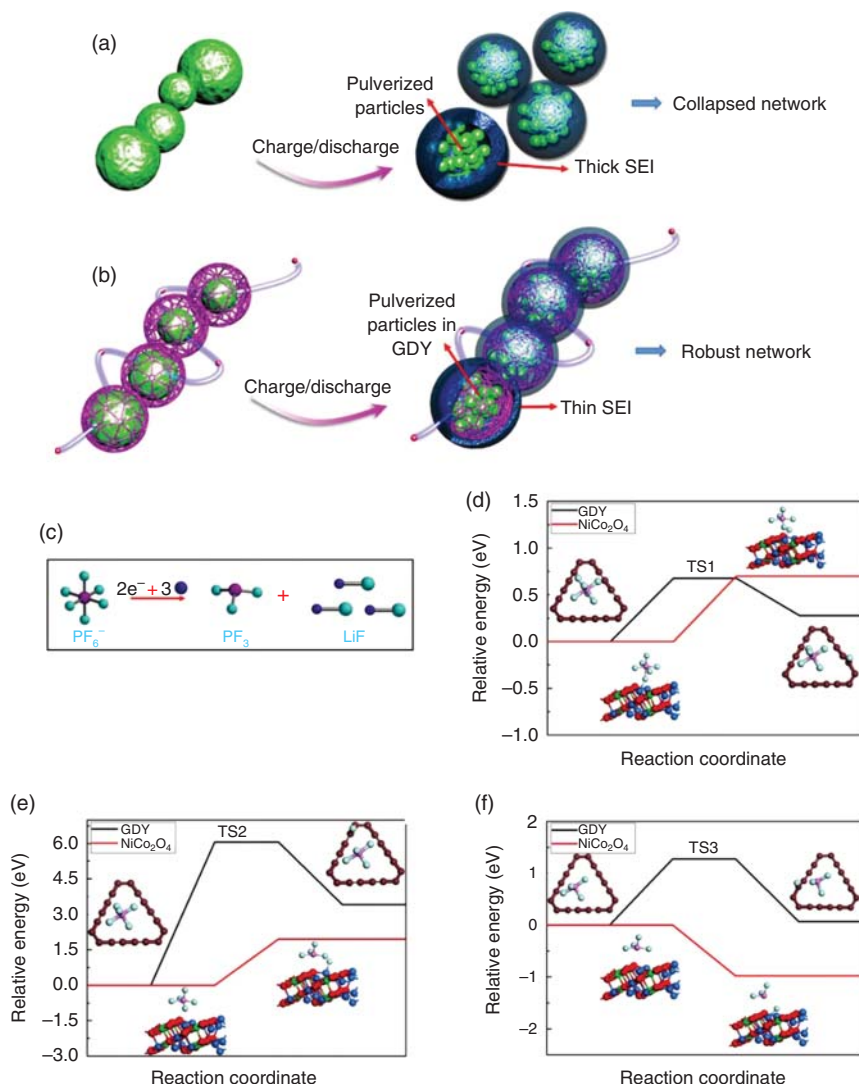 (a)
Pulverized
particles
Charge/discharge
Collapsed network
Thick SEI
(b)
Pulverized
particles in
GDY
Charge/discharge
Robust network
Thin SEI
(c)
2e⁻ + 3
+
PF₆⁻
PF₃
LiF
(d)
1.5
1.0
0.5
0.0
−0.5
−1.0
Relative energy (eV)
GDY
NiCo₂O₄
TS1
Reaction coordinate
(e)
6.0
4.5
3.0
1.5
0.0
−1.5
−3.0
Relative energy (eV)
GDY
NiCo₂O₄
TS2
Reaction coordinate
(f)
2
1
0
−1
−2
Relative energy (eV)
GDY
NiCo₂O₄
TS3
Reaction coordinate